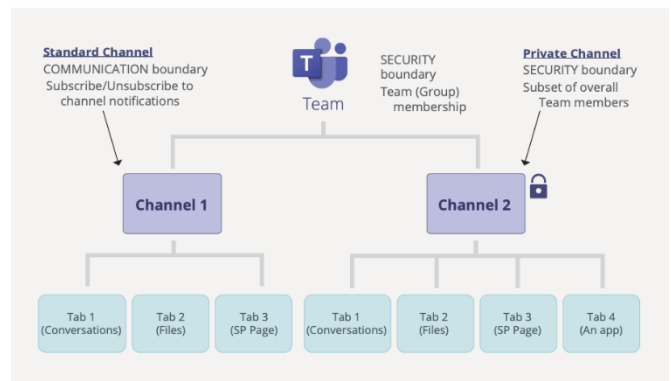 Standard Channel
COMMUNICATION boundary
Subscribe/Unsubscribe to
channel notifications
T
Team
SECURITY
boundary
Team (Group)
membership
Private Channel
SECURITY boundary
Subset of overall
Team members
Channel 1
Channel 2
Tab 1
(Conversations)
Tab 2
(Files)
Tab 3
(SP Page)
Tab 1
(Conversations)
Tab 2
(Files)
Tab 3
(SP Page)
Tab 4
(An app)